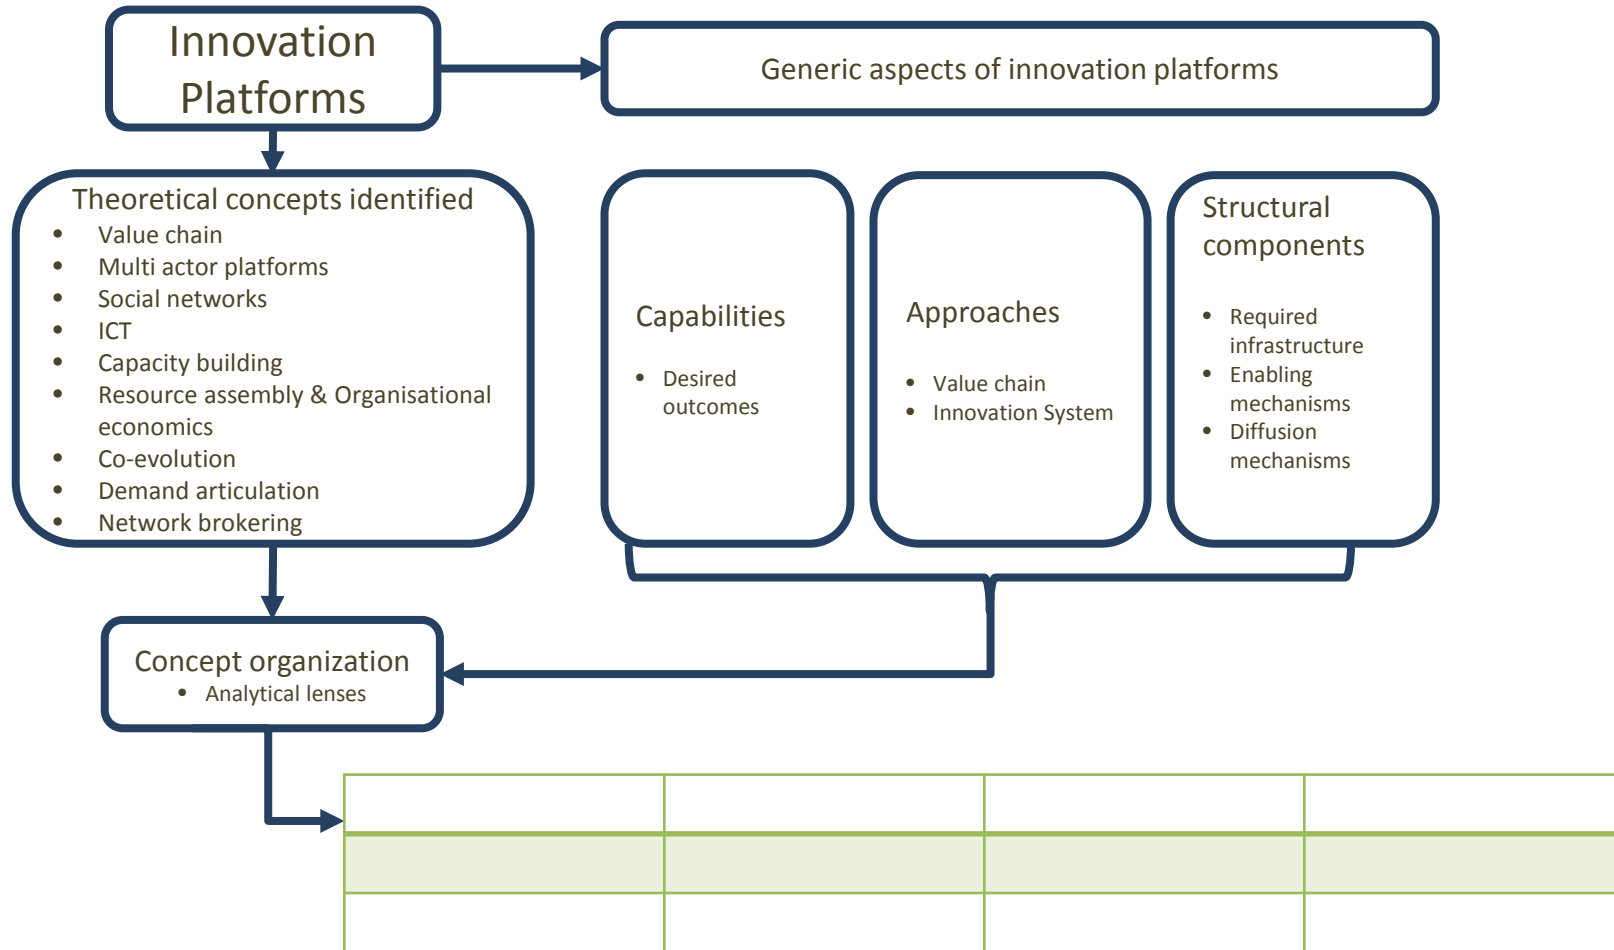 Innovation
Platforms
Generic aspects of innovation platforms
Theoretical concepts identified
• Value chain
• Multi actor platforms
• Social networks
• ICT
• Capacity building
• Resource assembly & Organisational
economics
• Co-evolution
• Demand articulation
• Network brokering
Capabilities
• Desired
outcomes
Approaches
• Value chain
• Innovation System
Structural
components
• Required
infrastructure
• Enabling
mechanisms
• Diffusion
mechanisms
Concept organization
• Analytical lenses